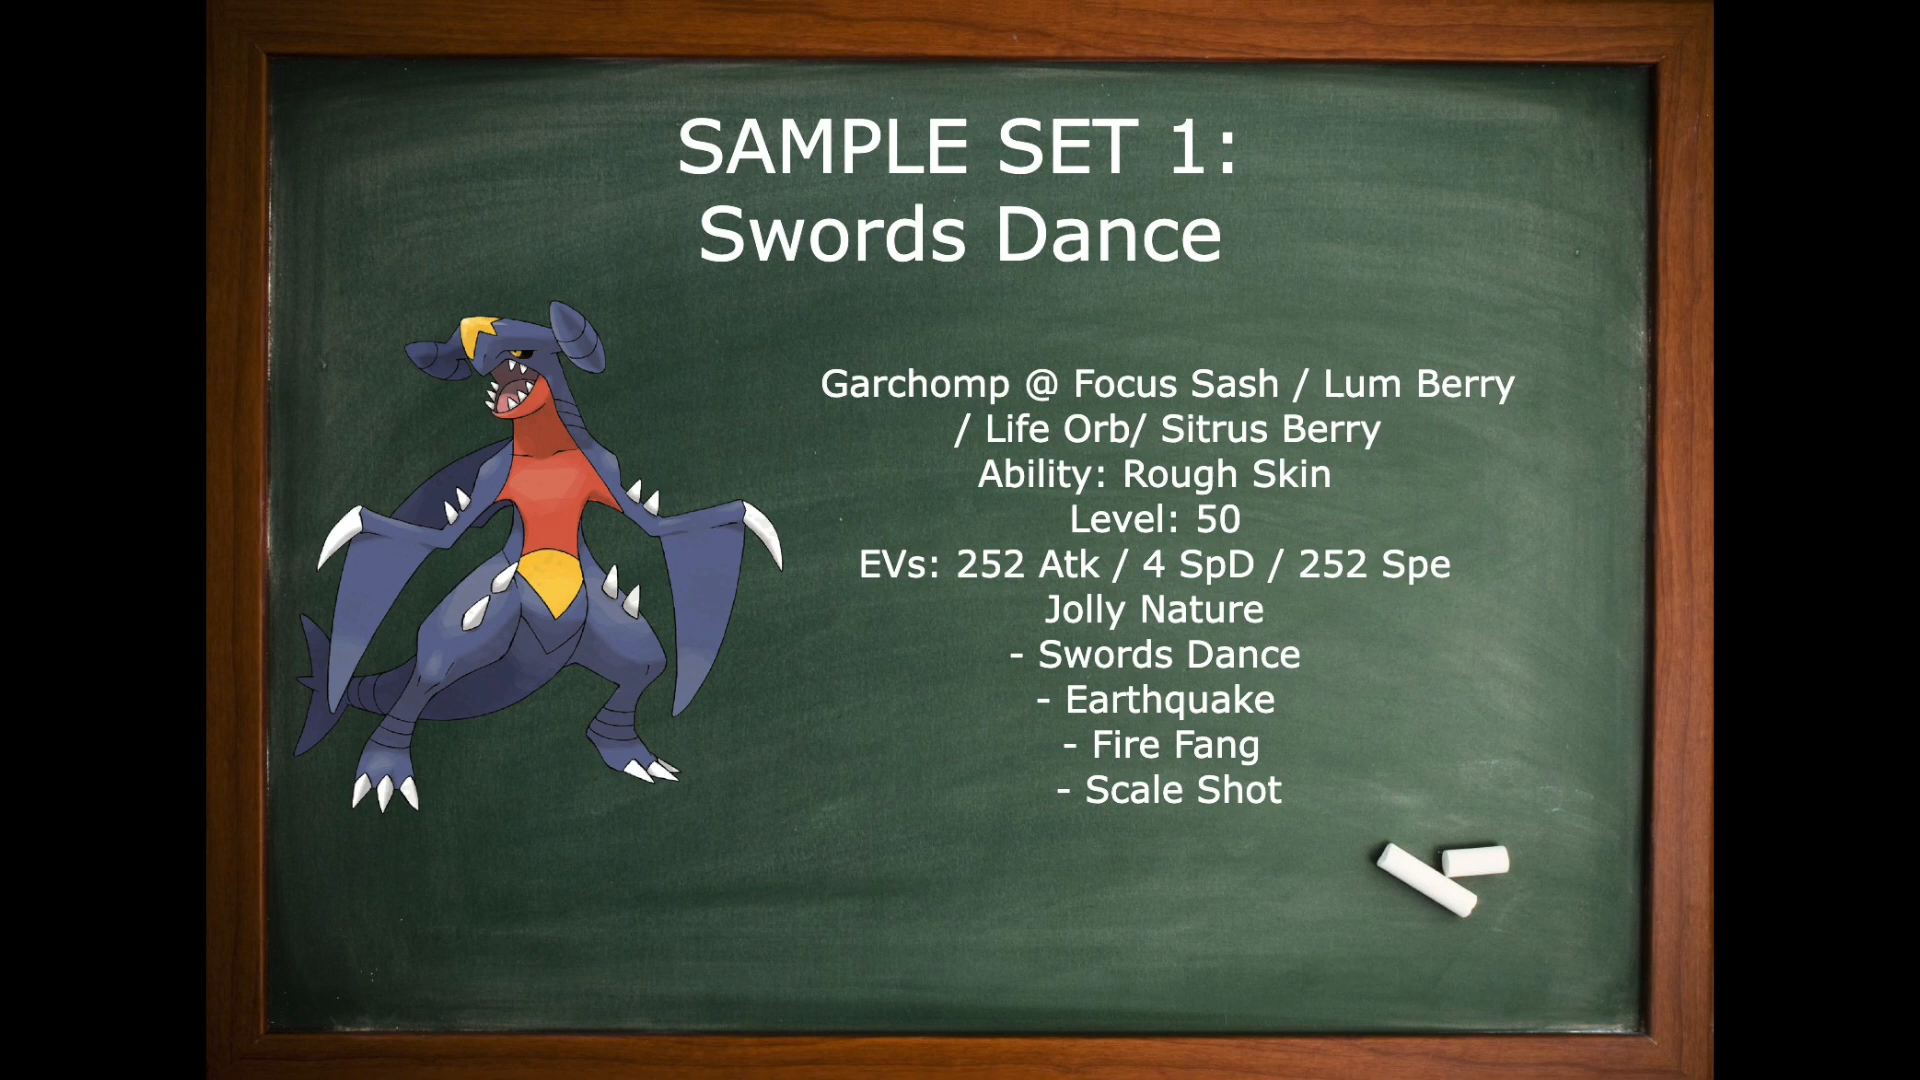 SAMPLE SET 1:
Swords Dance
Garchomp @ Focus Sash / Lum Berry
/ Life Orb/ Sitrus Berry
Ability: Rough Skin
Level: 50
EVs: 252 Atk / 4 SpD / 252 Spe
Jolly Nature
- Swords Dance
- Earthquake
- Fire Fang
- Scale Shot